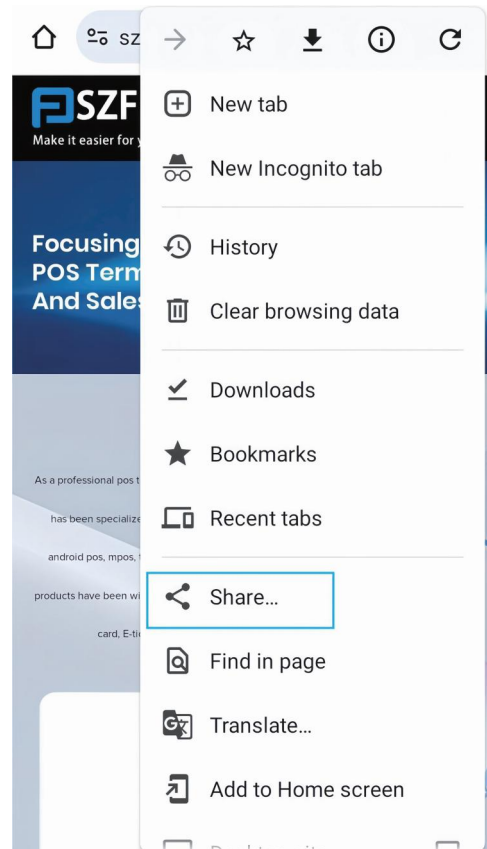 sz
SZF
Make it easier for y
Focusing
POS Term
And Sales
As a professional pos t
has been specialize
android pos, mpos,
products have been wi
card, E-ti
New tab
New Incognito tab
History
Clear browsing data
Downloads
Bookmarks
Recent tabs
Share...
Find in page
Translate...
Add to Home screen